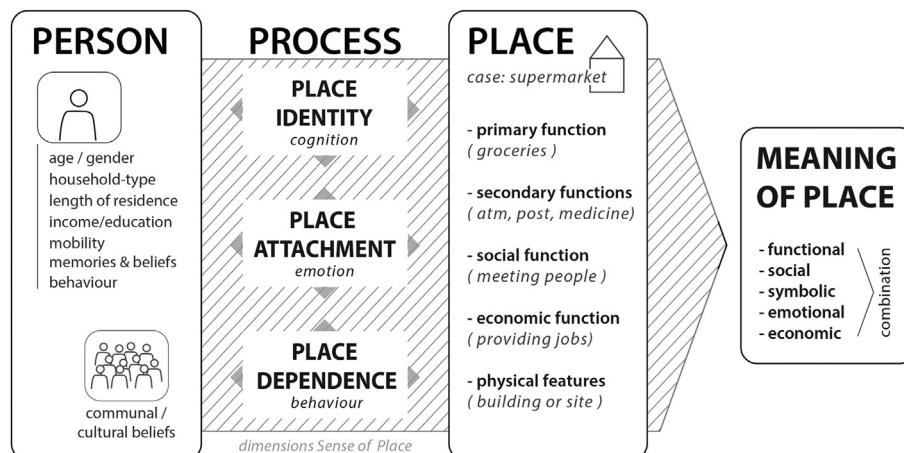 PERSON
age / gender
household-type
length of residence
income/education
mobility
memories & beliefs
behaviour
communal /
cultural beliefs
PROCESS
PLACE
IDENTITY
cognition
PLACE
ATTACHMENT
emotion
PLACE
DEPENDENCE
behaviour
dimensions Sense of Place
PLACE
case: supermarket
- primary function
( groceries )
- secondary functions
( atm, post, medicine)
- social function
( meeting people )
- economic function
(providing jobs)
- physical features
( building or site )
MEANING
OF PLACE
- functional
- social
- symbolic
- emotional
- economic
combination